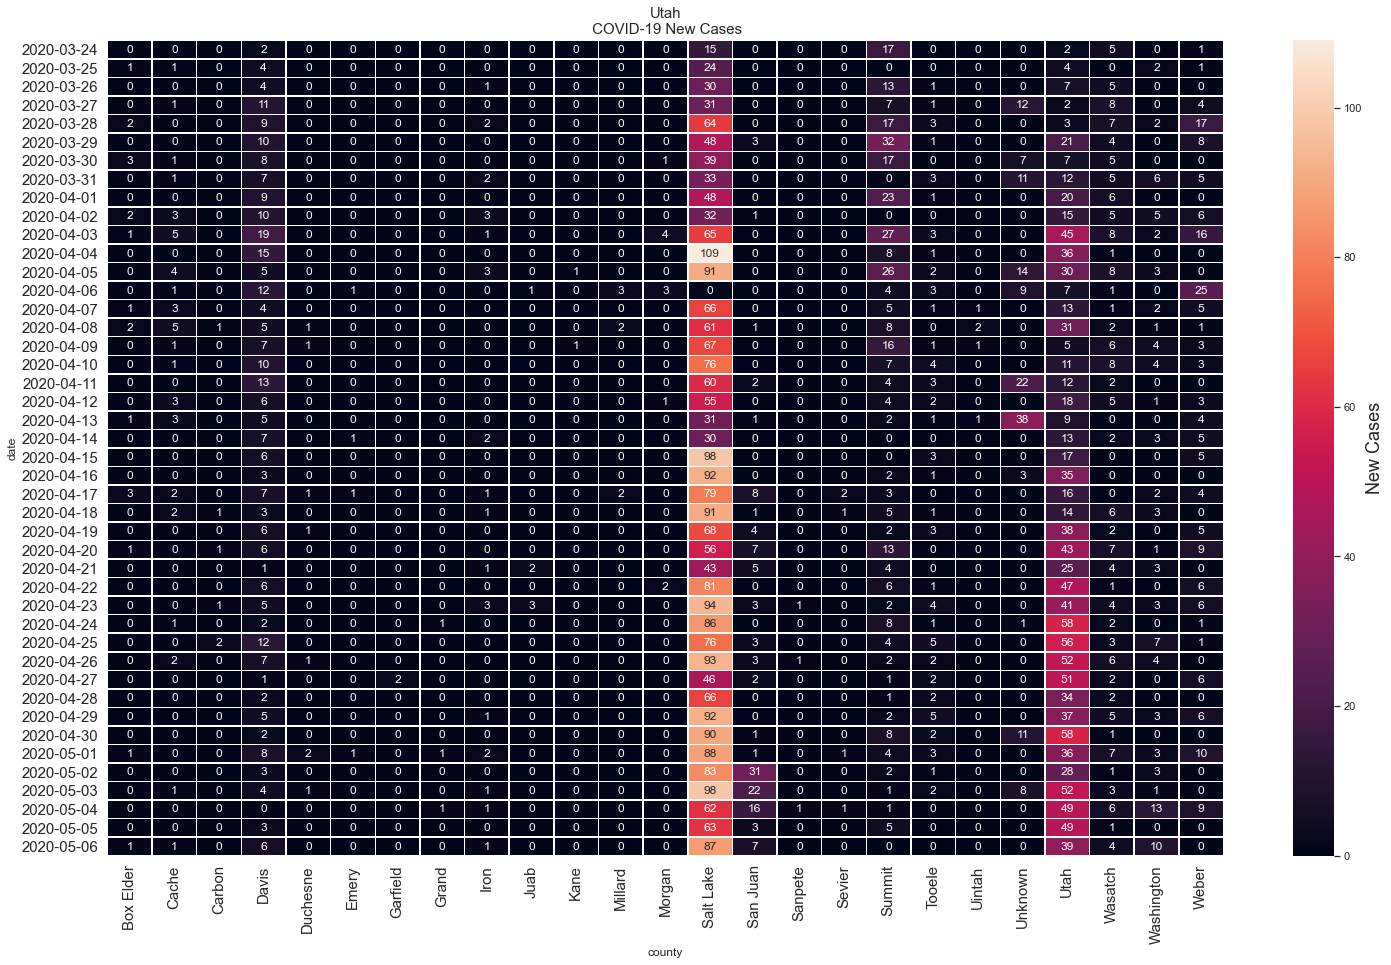 Utah
COVID-19 New Cases
2020-03-24 0 0 0 2 0 0 0 0 0 0 0 0 0 15 0 0 0 17 0 0 0 2 5 0 1
2020-03-25 1 1 0 4 0 0 0 0 0 0 0 0 0 24 0 0 0 0 0 0 0 4 0 2 1
2020-03-26 0 0 0 4 0 0 0 0 1 0 0 0 0 30 0 0 0 13 1 0 0 7 5 0 0
2020-03-27 0 1 0 11 0 0 0 0 0 0 0 0 0 31 0 0 0 7 1 0 12 2 8 0 4
2020-03-28 2 0 0 9 0 0 0 0 2 0 0 0 0 64 0 0 0 17 3 0 0 3 7 2 17
2020-03-29 0 0 0 10 0 0 0 0 0 0 0 0 0 48 3 0 0 32 1 0 0 21 4 0 8
2020-03-30 3 1 0 8 0 0 0 0 0 0 0 0 1 39 0 0 0 17 0 0 7 7 5 0 0
2020-03-31 0 1 0 7 0 0 0 0 2 0 0 0 0 33 0 0 0 0 3 0 11 12 5 6 5
2020-04-01 0 0 0 9 0 0 0 0 0 0 0 0 0 48 0 0 0 23 1 0 0 20 6 0 0
2020-04-02 2 3 0 10 0 0 0 0 3 0 0 0 0 32 1 0 0 0 0 0 0 15 5 5 6
2020-04-03 1 5 0 19 0 0 0 0 1 0 0 0 4 65 0 0 0 27 3 0 0 45 8 2 16
2020-04-04 0 0 0 15 0 0 0 0 0 0 0 0 0 109 0 0 0 8 1 0 0 36 1 0 0
2020-04-05 0 4 0 5 0 0 0 0 3 0 1 0 0 91 0 0 0 26 2 0 14 30 8 3 0
2020-04-06 0 1 0 12 0 1 0 0 0 1 0 3 3 0 0 0 0 4 3 0 9 7 1 0 25
2020-04-07 1 3 0 4 0 0 0 0 0 0 0 0 0 66 0 0 0 5 1 1 0 13 1 2 5
2020-04-08 2 5 1 5 1 0 0 0 0 0 0 2 0 61 1 0 0 8 0 2 0 31 2 1 1
2020-04-09 0 1 0 7 1 0 0 0 0 0 1 0 0 67 0 0 0 16 1 1 0 5 6 4 3
2020-04-10 0 1 0 10 0 0 0 0 0 0 0 0 0 76 0 0 0 7 4 0 0 11 8 4 3
2020-04-11 0 0 0 13 0 0 0 0 0 0 0 0 0 60 2 0 0 4 3 0 22 12 2 0 0
2020-04-12 0 3 0 6 0 0 0 0 0 0 0 0 1 55 0 0 0 4 2 0 0 18 5 1 3
2020-04-13 1 3 0 5 0 0 0 0 0 0 0 0 0 31 1 0 0 2 1 1 38 9 0 0 4
2020-04-14 0 0 0 7 0 1 0 0 2 0 0 0 0 30 0 0 0 0 0 0 0 13 2 3 5
2020-04-15 0 0 0 6 0 0 0 0 0 0 0 0 0 98 0 0 0 0 3 0 0 17 0 0 5
2020-04-16 0 0 0 3 0 0 0 0 0 0 0 0 0 92 0 0 0 2 1 0 3 35 0 0 0
2020-04-17 3 2 0 7 1 1 0 0 1 0 0 2 0 79 8 0 2 3 0 0 0 16 0 2 4
2020-04-18 0 2 1 3 0 0 0 0 1 0 0 0 0 91 1 0 1 5 1 0 0 14 6 3 0
2020-04-19 0 0 0 6 1 0 0 0 0 0 0 0 0 68 4 0 0 2 3 0 0 38 2 0 5
2020-04-20 1 0 1 6 0 0 0 0 0 0 0 0 0 56 7 0 0 13 0 0 0 43 7 1 9
2020-04-21 0 0 0 1 0 0 0 0 1 2 0 0 0 43 5 0 0 4 0 0 0 25 4 3 0
2020-04-22 0 0 0 6 0 0 0 0 0 0 0 0 2 81 0 0 0 6 1 0 0 47 1 0 6
2020-04-23 0 0 1 5 0 0 0 0 3 3 0 0 0 94 3 1 0 2 4 0 0 41 4 3 6
2020-04-24 0 1 0 2 0 0 0 1 0 0 0 0 0 86 0 0 0 8 1 0 1 58 2 0 1
2020-04-25 0 0 2 12 0 0 0 0 0 0 0 0 0 76 3 0 0 4 5 0 0 56 3 7 1
2020-04-26 0 2 0 7 1 0 0 0 0 0 0 0 0 93 3 1 0 2 2 0 0 52 6 4 0
2020-04-27 0 0 0 1 0 0 2 0 0 0 0 0 0 46 2 0 0 1 2 0 0 51 2 0 6
2020-04-28 0 0 0 2 0 0 0 0 0 0 0 0 0 66 0 0 0 1 2 0 0 34 2 0 0
2020-04-29 0 0 0 5 0 0 0 0 1 0 0 0 0 92 0 0 0 2 5 0 0 37 5 3 6
2020-04-30 0 0 0 2 0 0 0 0 0 0 0 0 0 90 1 0 0 8 2 0 11 58 1 0 0
2020-05-01 1 0 0 8 2 1 0 1 2 0 0 0 0 88 1 0 1 4 3 0 0 36 7 3 10
2020-05-02 0 0 0 3 0 0 0 0 0 0 0 0 0 83 31 0 0 2 1 0 0 28 1 3 0
2020-05-03 0 1 0 4 1 0 0 0 1 0 0 0 0 98 22 0 0 1 2 0 8 52 3 1 0
2020-05-04 0 0 0 0 0 0 0 1 1 0 0 0 0 62 16 1 1 1 0 0 0 49 6 13 9
2020-05-05 0 0 0 3 0 0 0 0 0 0 0 0 0 63 3 0 0 5 0 0 0 49 1 0 0
2020-05-06 1 1 0 6 0 0 0 0 1 0 0 0 0 87 7 0 0 0 0 0 0 39 4 10 0
date
Box Elder Cache Carbon Davis Duchesne Emery Garfield Grand Iron Juab Kane Millard Morgan Salt Lake San Juan Sanpete Sevier Summit Tooele Uintah Unknown Utah Wasatch Washington Weber
county
100
80
60
40
20
0
New Cases